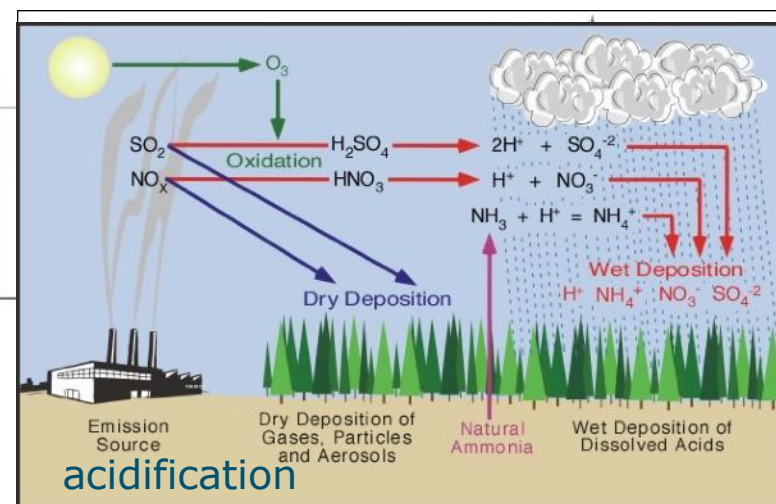 O₃
SO₂ H₂SO₄ 2H⁺ + SO₄⁻²
Oxidation
NOₓ HNO₃ H⁺ + NO₃⁻
NH₃ + H⁺ = NH₄⁺
Wet Deposition
H⁺ NH₄⁺ NO₃⁻ SO₄⁻²
Dry Deposition
Emission
Source
Dry Deposition of
Gases, Particles
and Aerosols
Natural
Ammonia
Wet Deposition of
Dissolved Acids
acidification